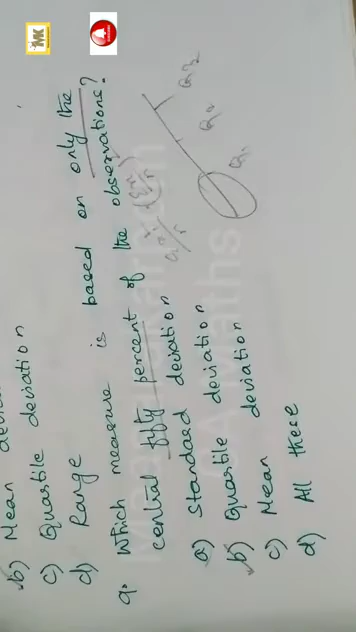 b) Mean
c) Quartile deviation
d) Range
9. Which measure is based on only the
central fifty percent of the observations?
a) Standard deviation
b) Quartile deviation
c) Mean deviation
d) All these
MK